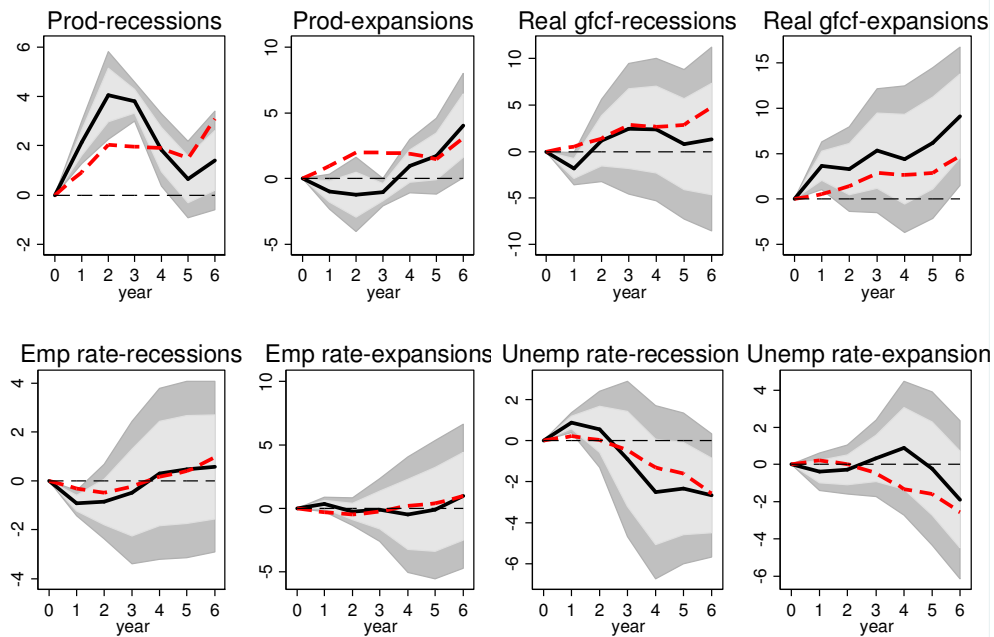 Prod-recessions
6
4
2
0
-2
0 1 2 3 4 5 6
year
Prod-expansions
10
5
0
-5
0 1 2 3 4 5 6
year
Real gfcf-recessions
10
5
0
-5
-10
0 1 2 3 4 5 6
year
Real gfcf-expansions
15
10
5
0
-5
0 1 2 3 4 5 6
year
Emp rate-recessions
4
2
0
-2
-4
0 1 2 3 4 5 6
year
Emp rate-expansions
10
5
0
-5
0 1 2 3 4 5 6
year
Unemp rate-recession
2
0
-2
-4
-6
0 1 2 3 4 5 6
year
Unemp rate-expansion
4
2
0
-2
-4
-6
0 1 2 3 4 5 6
year